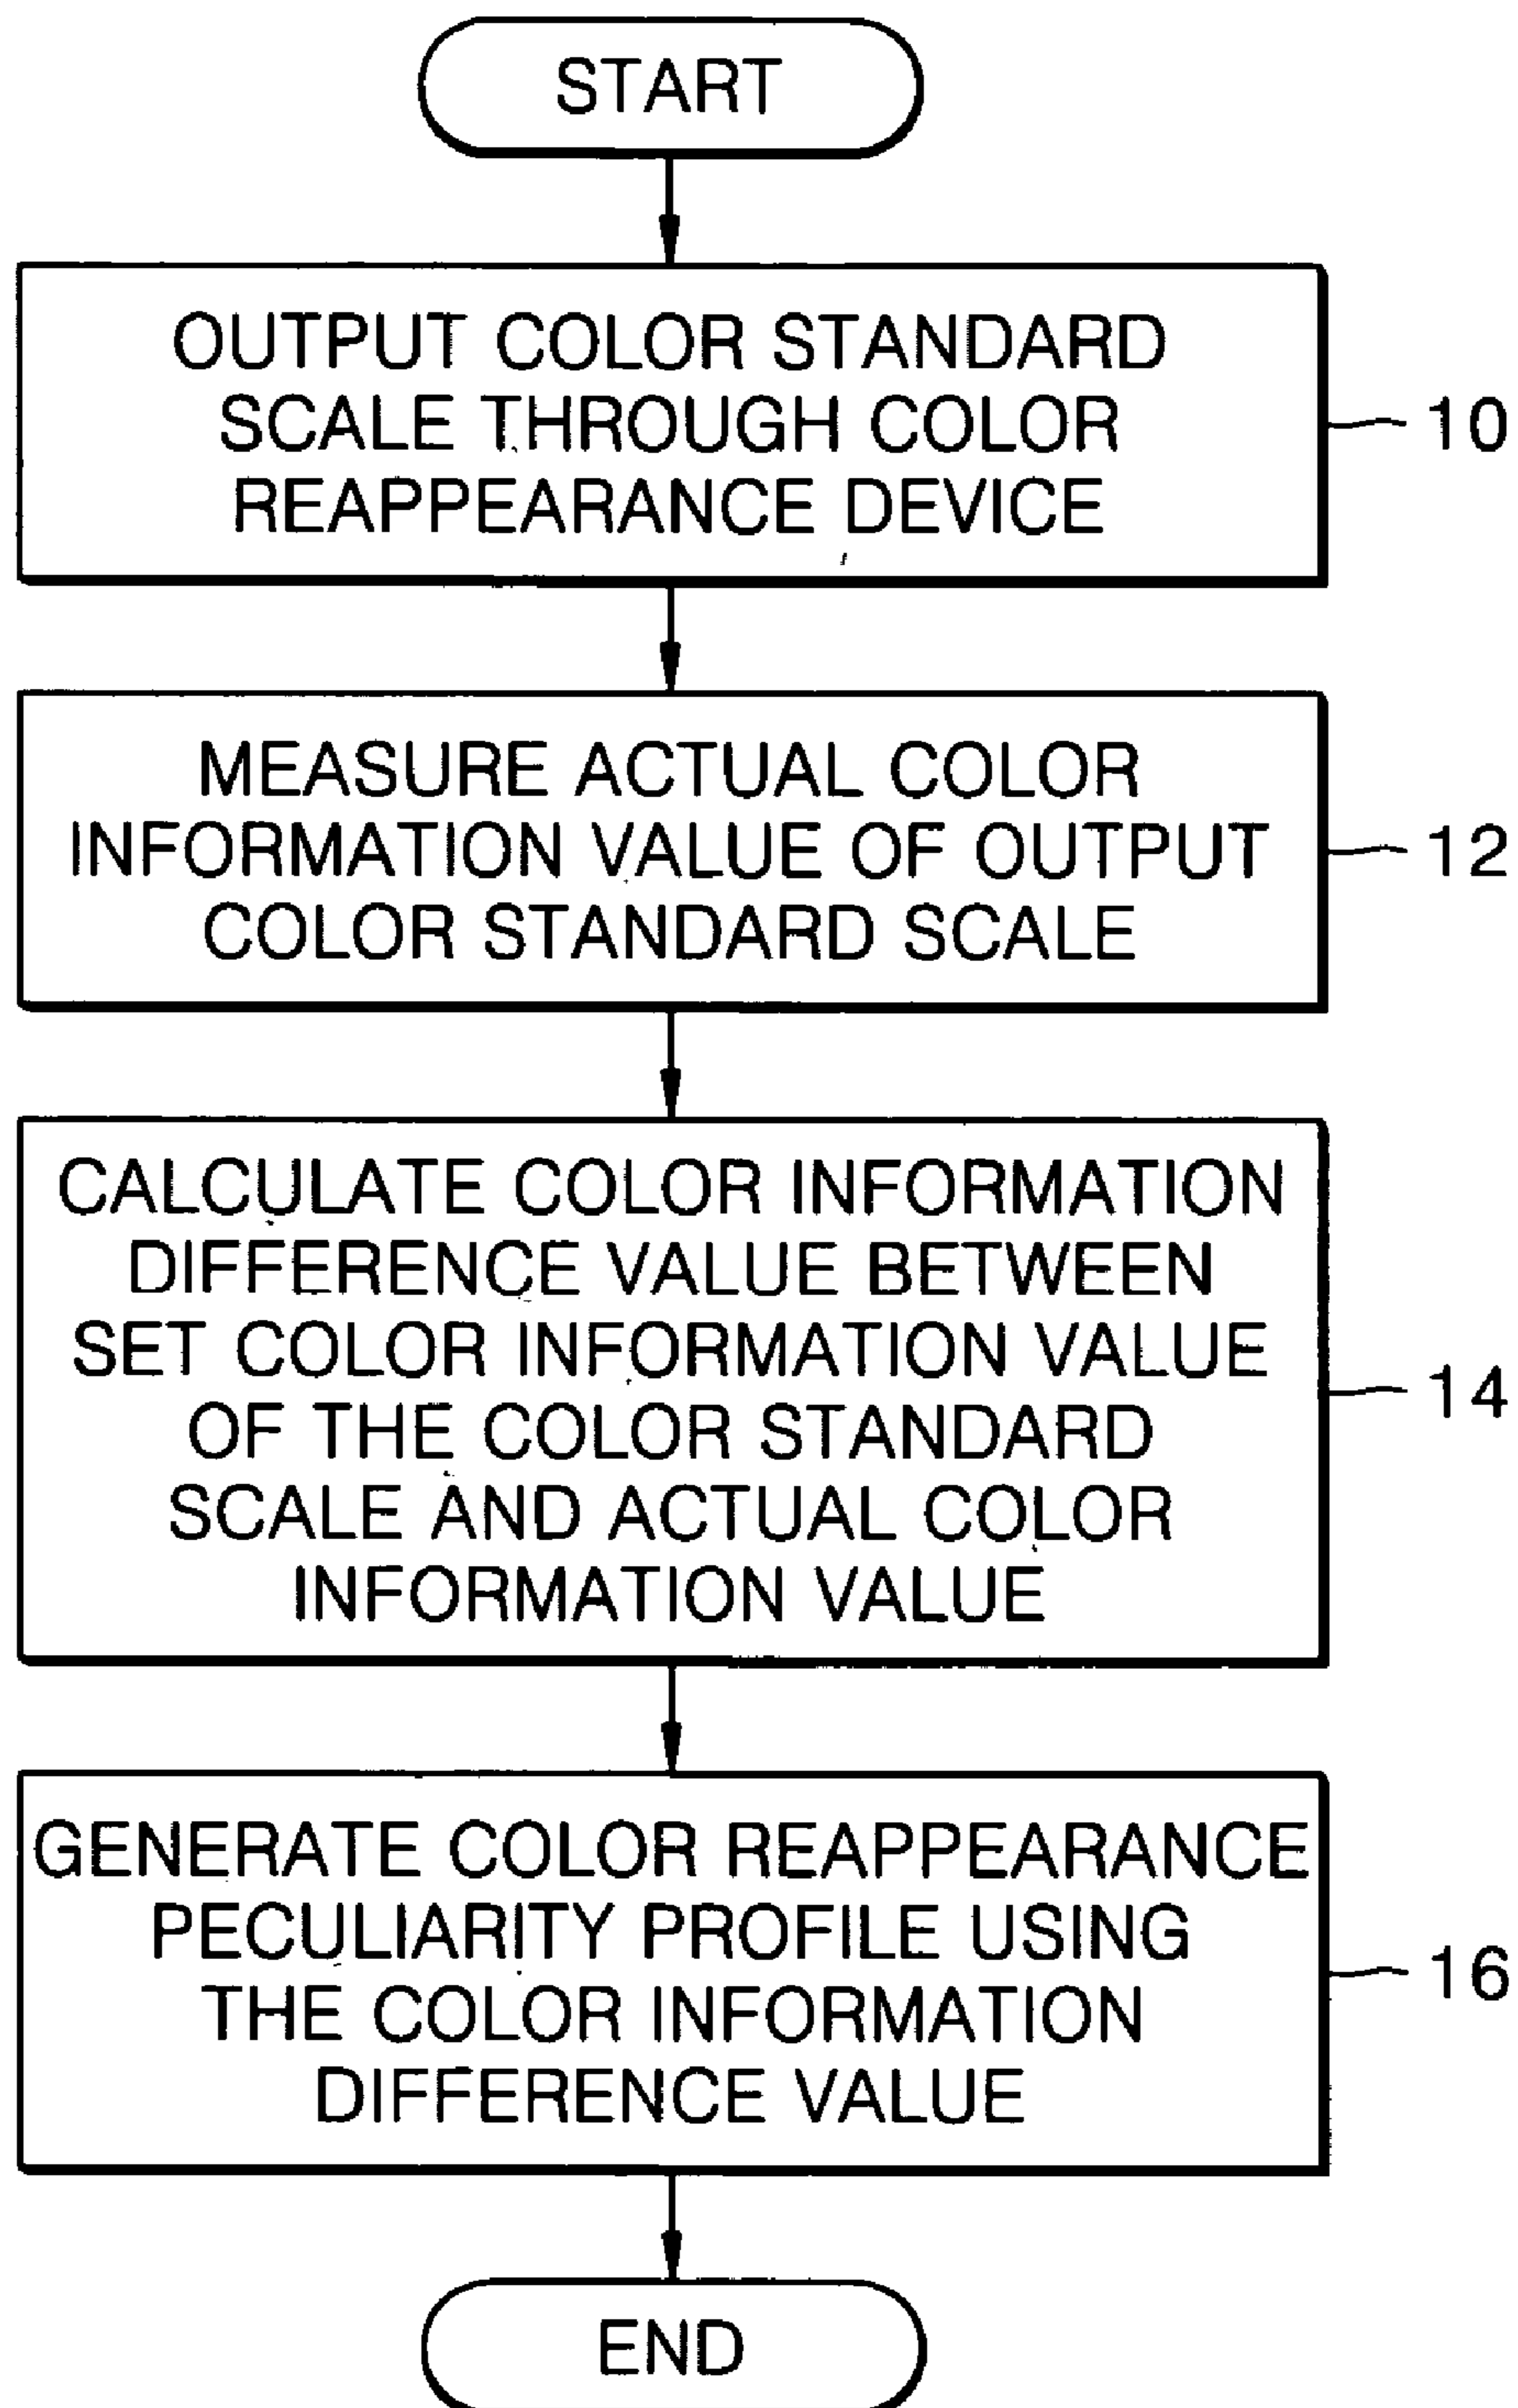 START
OUTPUT COLOR STANDARD
SCALE THROUGH COLOR
REAPPEARANCE DEVICE
10
MEASURE ACTUAL COLOR
INFORMATION VALUE OF OUTPUT
COLOR STANDARD SCALE
12
CALCULATE COLOR INFORMATION
DIFFERENCE VALUE BETWEEN
SET COLOR INFORMATION VALUE
OF THE COLOR STANDARD
SCALE AND ACTUAL COLOR
INFORMATION VALUE
14
GENERATE COLOR REAPPEARANCE
PECULIARITY PROFILE USING
THE COLOR INFORMATION
DIFFERENCE VALUE
16
END